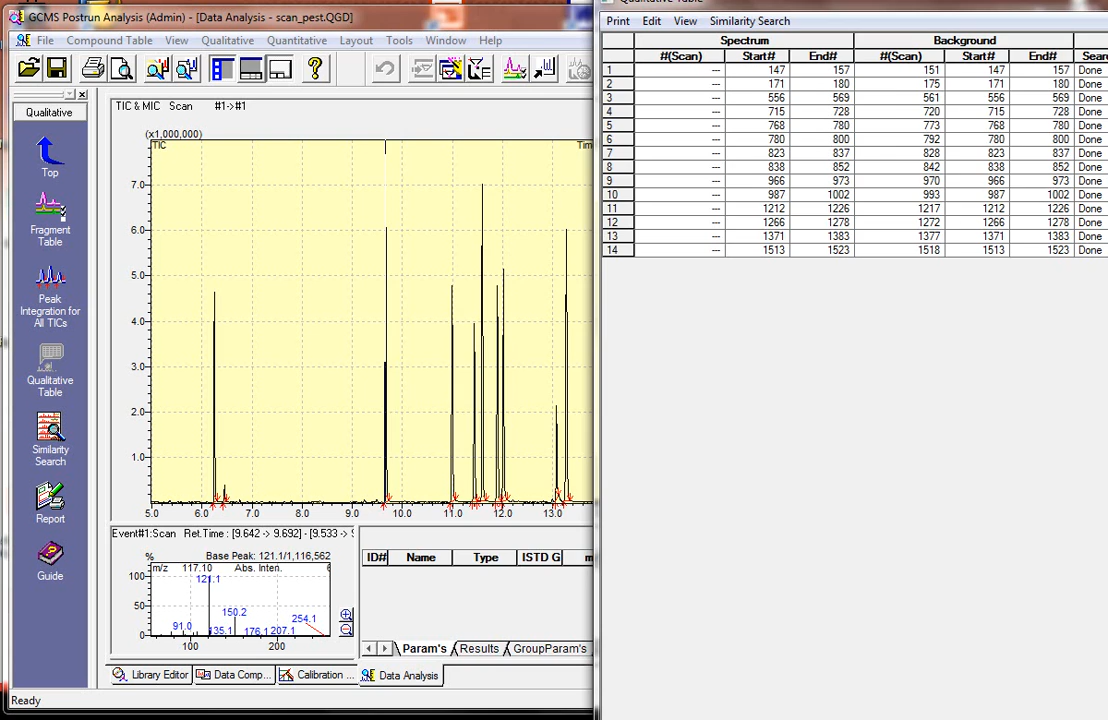 GCMS Postrun Analysis (Admin) - [Data Analysis - scan_pest.QGD]
File Compound Table View Qualitative Quantitative Layout Tools Window Help
Qualitative
Top
Fragment
Table
Peak
Integration for
All TICs
Qualitative
Table
Similarity
Search
Report
Guide
TIC & MIC Scan #1->#1
(x1,000,000)
TIC
7.0
6.0
5.0
4.0
3.0
2.0
1.0
5.0 6.0 7.0 8.0 9.0 10.0 11.0 12.0 13.0
Event#1:Scan Ret.Time : [9.642 -> 9.692] - [9.533 ->
% Base Peak: 121.1/1,116,562
m/z 117.10 Abs. Inten. 6
100
121.1
50
150.2
254.1
91.0
135.1 176.1 207.1
0
100 200
ID# Name Type ISTD G
Param's Results GroupParam's
Library Editor Data Comp... Calibration ... Data Analysis
Ready
Print Edit View Similarity Search
Spectrum Background
#(Scan) Start# End# #(Scan) Start# End# Sear
1 --- 147 157 151 147 157 Done
2 --- 171 180 175 171 180 Done
3 --- 556 569 561 556 569 Done
4 --- 715 728 720 715 728 Done
5 --- 768 780 773 768 780 Done
6 --- 780 800 792 780 800 Done
7 --- 823 837 828 823 837 Done
8 --- 838 852 842 838 852 Done
9 --- 966 973 970 966 973 Done
10 --- 987 1002 993 987 1002 Done
11 --- 1212 1226 1217 1212 1226 Done
12 --- 1266 1278 1272 1266 1278 Done
13 --- 1371 1383 1377 1371 1383 Done
14 --- 1513 1523 1518 1513 1523 Done